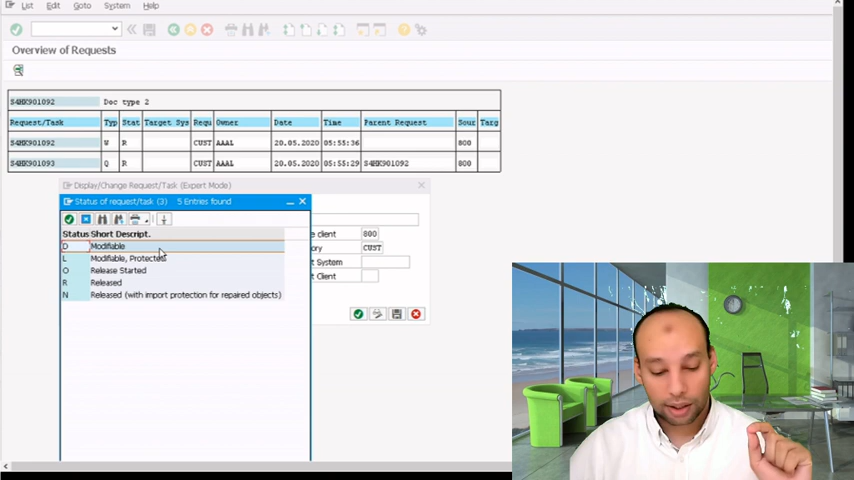 List Edit Goto System Help
Overview of Requests
S4HK901092 Doc type 2
Request/Task Typ Stat Target Sys Requ Owner Date Time Parent Request Sour Targ
S4HK901092 W R CUST AAAL 20.05.2020 05:55:36 800
S4HK901093 Q R CUST AAAL 20.05.2020 05:55:29 S4HK901092 800
Display/Change Request/Task (Expert Mode)
Status of request/task (3) 5 Entries found
Status Short Descript.
D Modifiable
L Modifiable, Protected
O Release Started
R Released
N Released (with import protection for repaired objects)
e client 800
ory CUST
t System
t Client